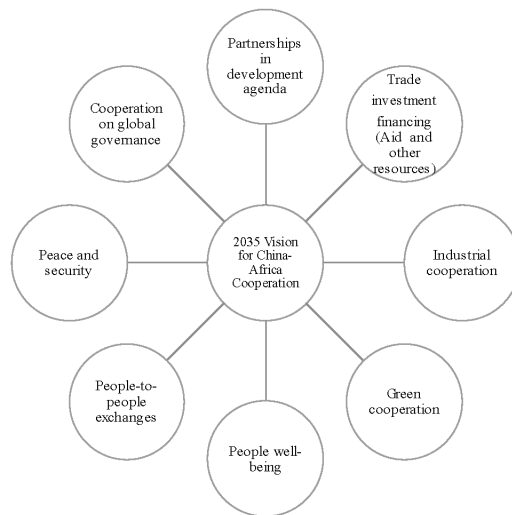 Partnerships
in
development
agenda
Trade
investment
financing
(Aid and
other
resources)
Industrial
cooperation
Green
cooperation
People well-
being
People-to-
people
exchanges
Peace and
security
Cooperation
on global
governance
2035 Vision
for China-
Africa
Cooperation